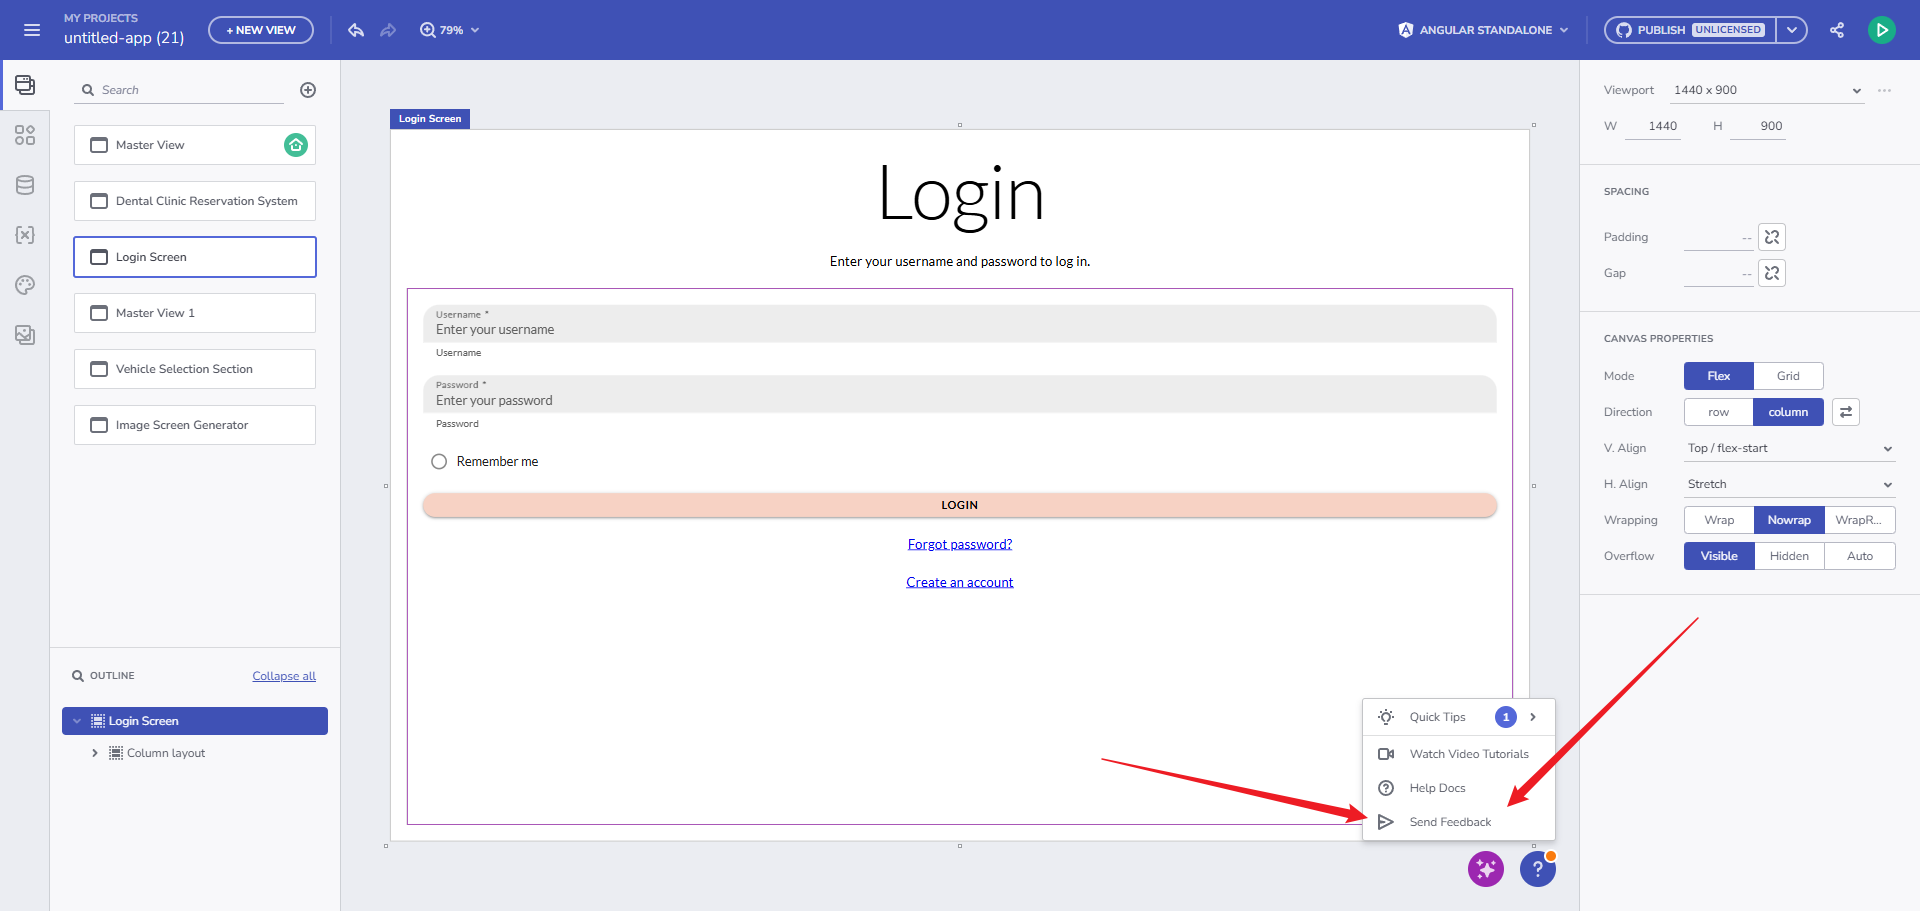 MY PROJECTS
untitled-app (21)
+ NEW VIEW
79%
ANGULAR STANDALONE
PUBLISH UNLICENSED
Search
Master View
Dental Clinic Reservation System
Login Screen
Master View 1
Vehicle Selection Section
Image Screen Generator
OUTLINE
Collapse all
Login Screen
Column layout
Login Screen
Login
Enter your username and password to log in.
Username *
Enter your username
Username
Password *
Enter your password
Password
Remember me
LOGIN
Forgot password?
Create an account
Quick Tips 1
Watch Video Tutorials
Help Docs
Send Feedback
?
Viewport 1440 x 900
W 1440 H 900
SPACING
Padding --
Gap --
CANVAS PROPERTIES
Mode Flex Grid
Direction row column
V. Align Top / flex-start
H. Align Stretch
Wrapping Wrap Nowrap WrapR...
Overflow Visible Hidden Auto